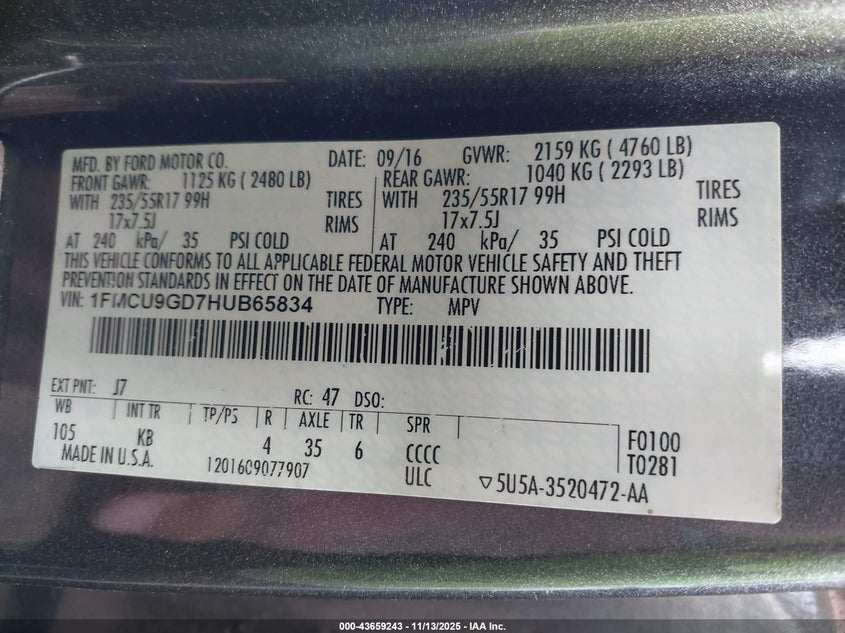 MFD. BY FORD MOTOR CO. DATE: 09/16 GVWR: 2159 KG ( 4760 LB)
FRONT GAWR: 1125 KG ( 2480 LB) REAR GAWR: 1040 KG ( 2293 LB)
WITH 235/55R17 99H TIRES WITH 235/55R17 99H TIRES
17x7.5J RIMS 17x7.5J RIMS
AT 240 kPa/ 35 PSI COLD AT 240 kPa/ 35 PSI COLD
THIS VEHICLE CONFORMS TO ALL APPLICABLE FEDERAL MOTOR VEHICLE SAFETY AND THEFT
PREVENTION STANDARDS IN EFFECT ON THE DATE OF MANUFACTURE SHOWN ABOVE.
VIN: 1FMCU9GD7HUB65834 TYPE: MPV
EXT PNT: J7 RC: 47 DSO:
WB INT TR TP/PS R AXLE TR SPR
105 KB 4 35 6 CCCC F0100
MADE IN U.S.A. 1201609077907 ULC T0281
▽5U5A-3520472-AA
000-43659243 - 11/13/2025 - IAA Inc.